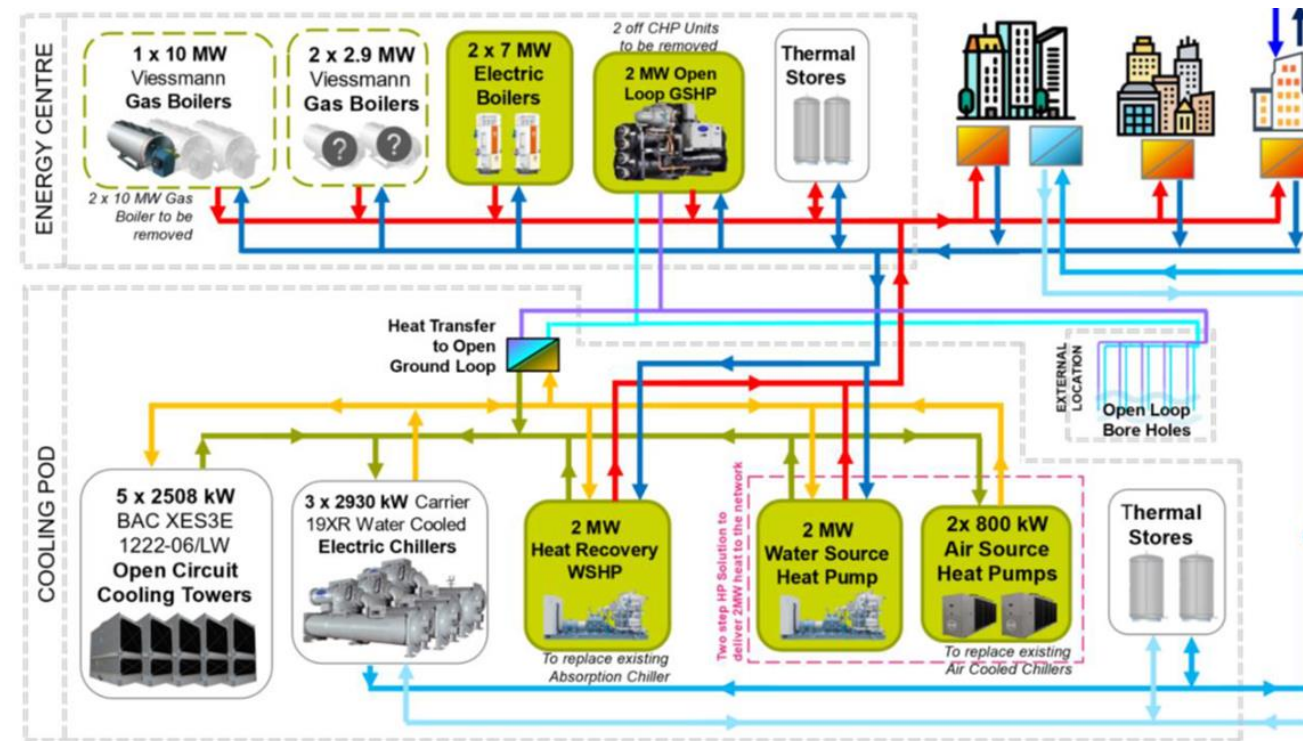 ENERGY CENTRE
1 x 10 MW
Viessmann
Gas Boilers
2 x 10 MW Gas
Boiler to be
removed
2 x 2.9 MW
Viessmann
Gas Boilers
?
?
2 x 7 MW
Electric
Boilers
2 off CHP Units
to be removed
2 MW Open
Loop GSHP
Thermal
Stores
COOLING POD
Heat Transfer
to Open
Ground Loop
EXTERNAL
LOCATION
Open Loop
Bore Holes
5 x 2508 kW
BAC XES3E
1222-06/LW
Open Circuit
Cooling Towers
3 x 2930 kW Carrier
19XR Water Cooled
Electric Chillers
2 MW
Heat Recovery
WSHP
To replace existing
Absorption Chiller
Two step HP Solution to
deliver 2MW heat to the network
2 MW
Water Source
Heat Pump
2x 800 kW
Air Source
Heat Pumps
To replace existing
Air Cooled Chillers
Thermal
Stores